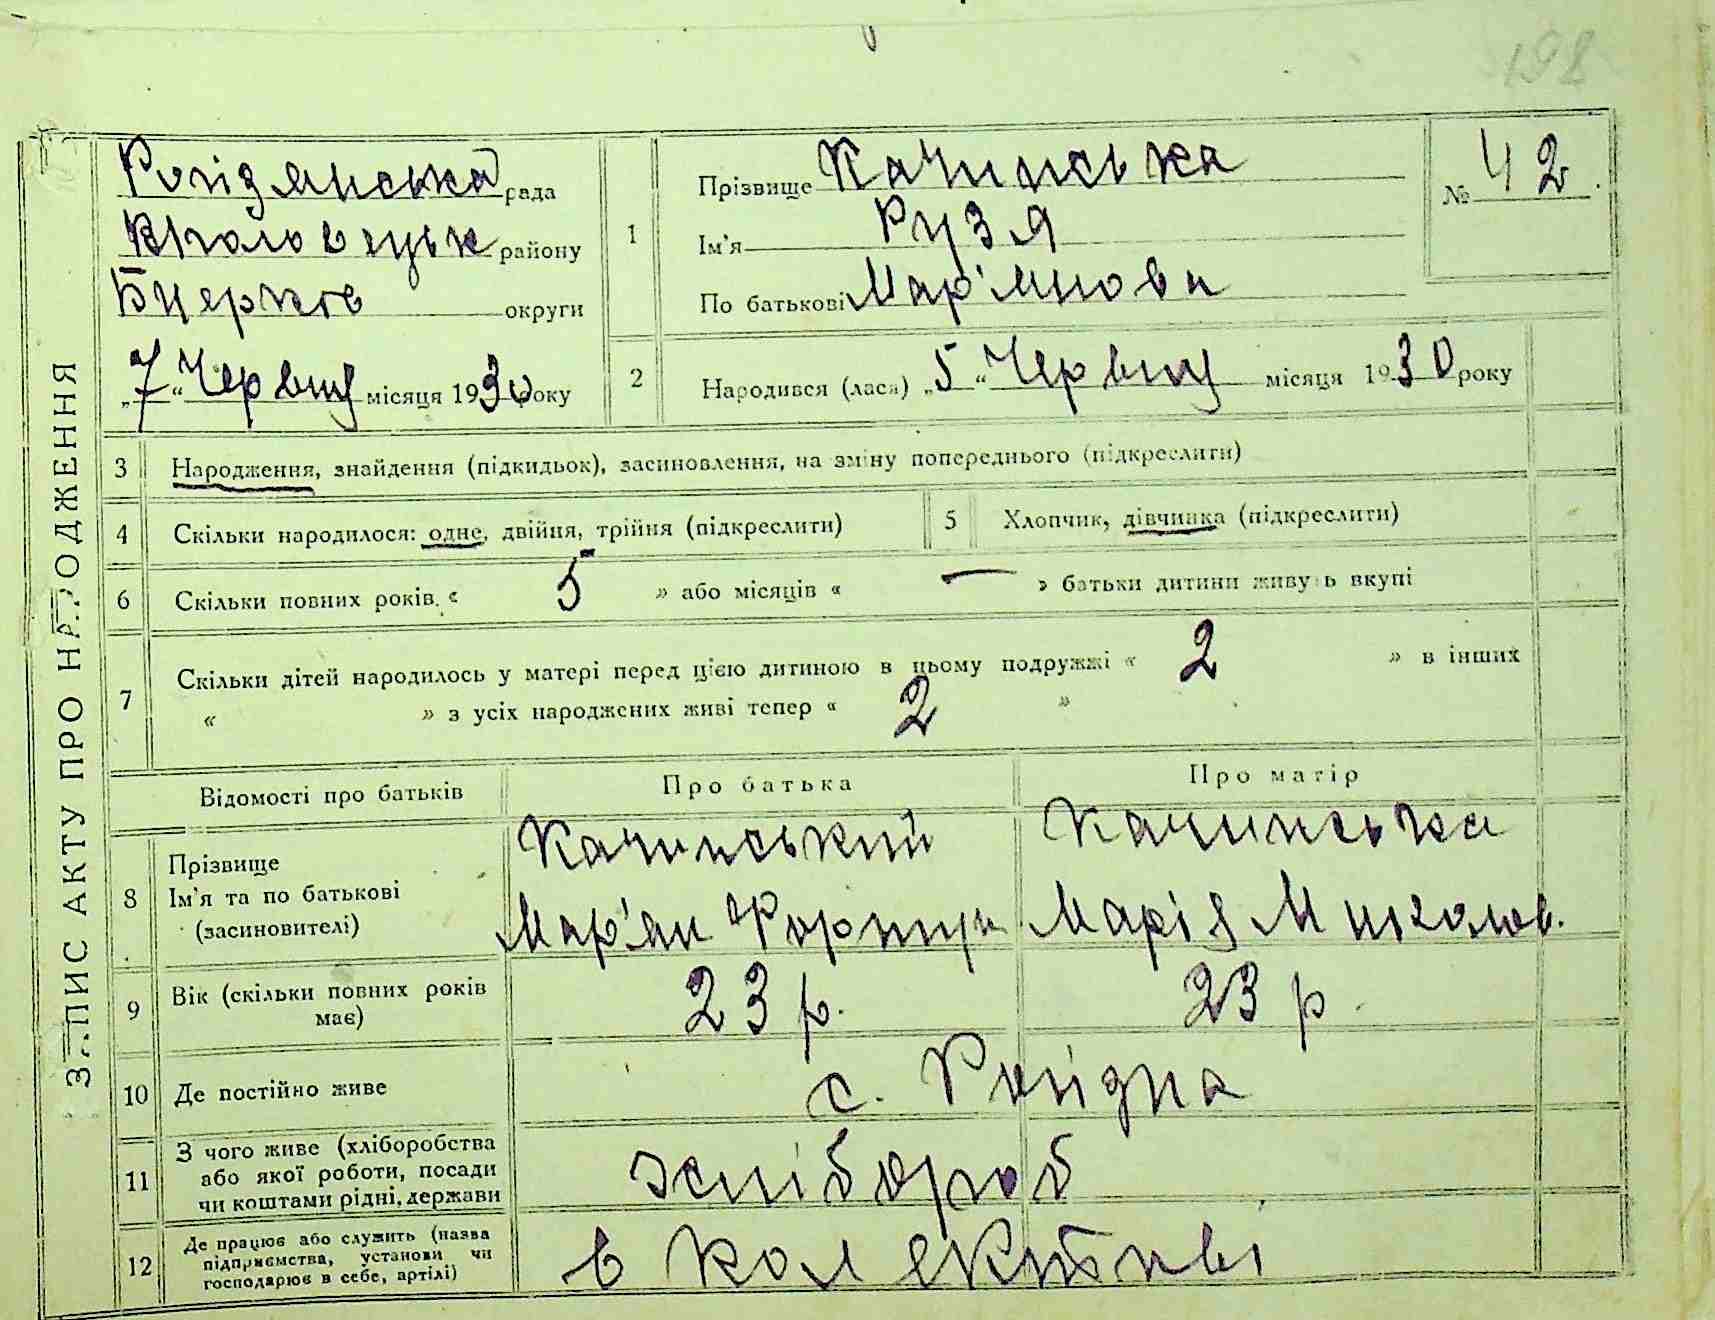 198
ЗАПИС АКТУ ПРО НАРОДЖЕННЯ
рада
району
Бцерків округи
„7“ Червня місяця 1930 року
1
Прізвище Качинська
Ім'я Рузя
По батькові Мар'янова
№ 42
2
Народився (лася) „5“ Червня місяця 1930 року
3 Народження, знайдення (підкидьок), засиновлення, на зміну попереднього (підкреслити)
4 Скільки народилося: одне, двійня, трійня (підкреслити)
5 Хлопчик, дівчинка (підкреслити)
6 Скільки повних років « 5 » або місяців « — » батьки дитини живуть вкупі
7 Скільки дітей народилось у матері перед цією дитиною в цьому подружжі « 2 » в інших
« » з усіх народжених живі тепер « 2 »
Відомості про батьків Про батька Про матір
8 Прізвище
Ім'я та по батькові
(засиновителі)
Качинський
Мар'ян
Качинська
Марія Миколов.
9 Вік (скільки повних років
має)
23 р. 23 р.
10 Де постійно живе с.
11 З чого живе (хліборобства
або якої роботи, посади
чи коштами рідні, держави
хлібороб
12 Де працює або служить (назва
підприємства, установи чи
господарює в себе, артілі)
в колективі